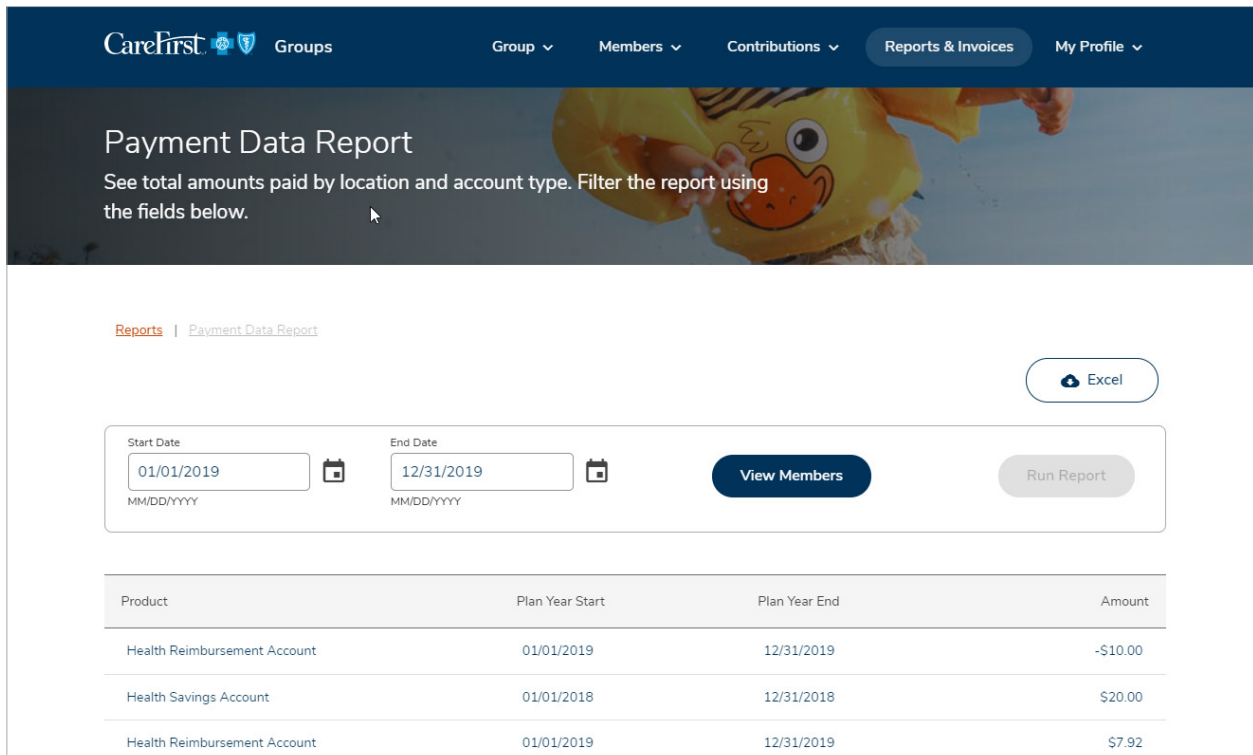 CareFirst Groups Group Members Contributions Reports & Invoices My Profile
Payment Data Report
See total amounts paid by location and account type. Filter the report using
the fields below.
Reports | Payment Data Report
Excel
Start Date End Date
01/01/2019 12/31/2019 View Members Run Report
MM/DD/YYYY MM/DD/YYYY
Product Plan Year Start Plan Year End Amount
Health Reimbursement Account 01/01/2019 12/31/2019 -$10.00
Health Savings Account 01/01/2018 12/31/2018 $20.00
Health Reimbursement Account 01/01/2019 12/31/2019 $7.92